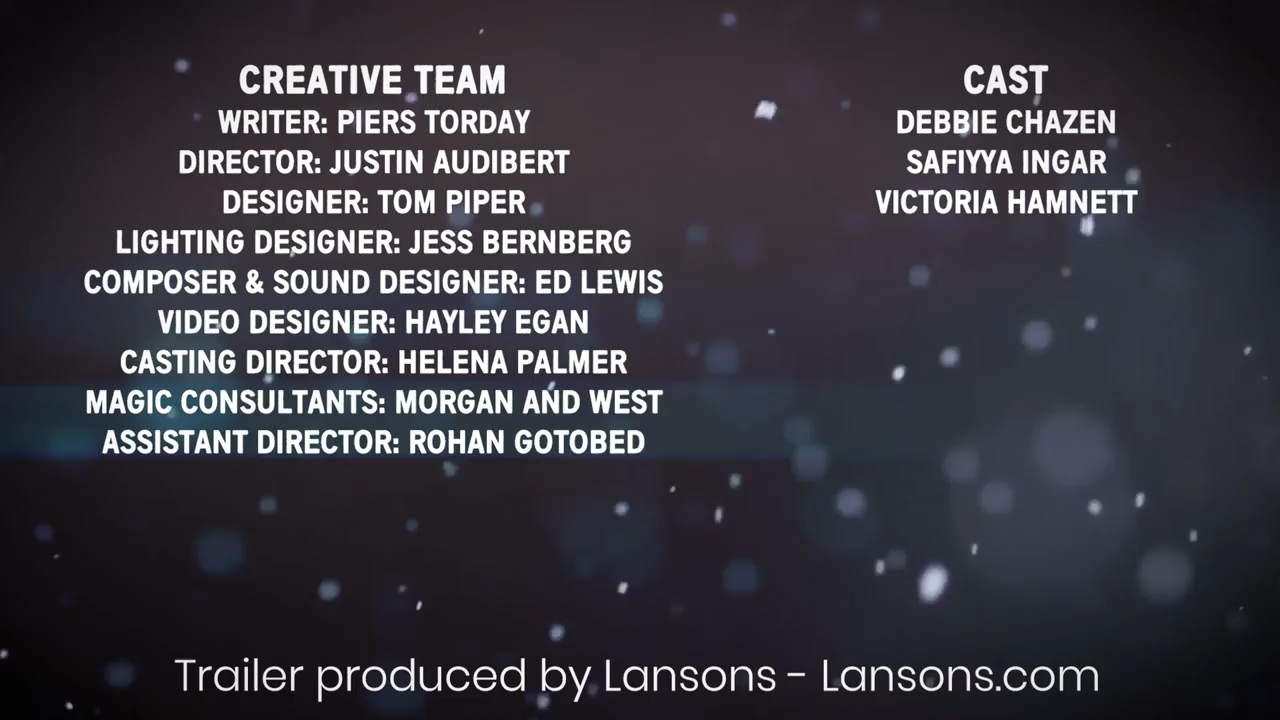 CREATIVE TEAM
WRITER: PIERS TORDAY
DIRECTOR: JUSTIN AUDIBERT
DESIGNER: TOM PIPER
LIGHTING DESIGNER: JESS BERNBERG
COMPOSER & SOUND DESIGNER: ED LEWIS
VIDEO DESIGNER: HAYLEY EGAN
CASTING DIRECTOR: HELENA PALMER
MAGIC CONSULTANTS: MORGAN AND WEST
ASSISTANT DIRECTOR: ROHAN GOTOBED
CAST
DEBBIE CHAZEN
SAFIYYA INGAR
VICTORIA HAMNETT
Trailer produced by Lansons - Lansons.com